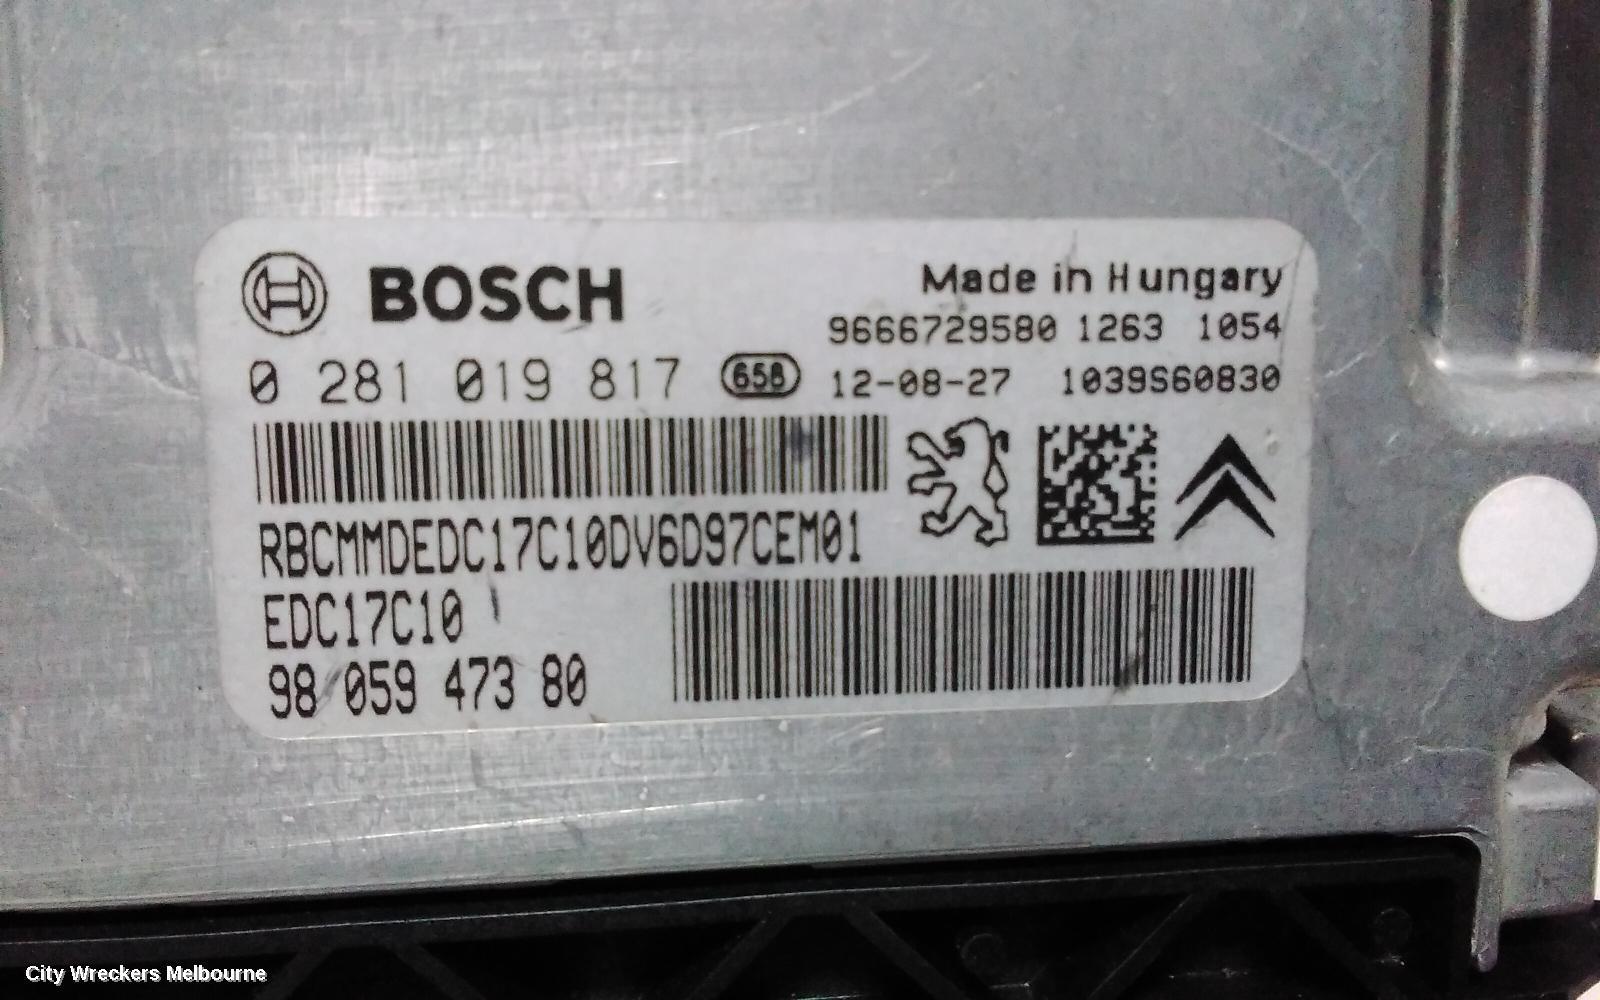 BOSCH
Made in Hungary
9666729580 1263 1054
0 281 019 817 658 12-08-27 1039S60830
RBCMMDEDC17C10DV6D97CEM01
EDC17C10
98 059 473 80
City Wreckers Melbourne